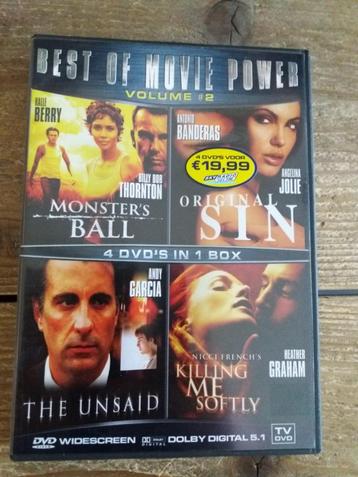 BEST OF MOVIE POWER
VOLUME #2
HALLE
BERRY
BILLY BOB
THORNTON
MONSTER'S
BALL
ANTONIO
BANDERAS
4 DVD'S VOOR
€19,99
ANGELINA
JOLIE
ORIGINAL
SIN
4 DVD'S IN 1 BOX
ANDY
GARCIA
THE UNSAID
NICCI FRENCH'S
KILLING
ME
SOFTLY
HEATHER
GRAHAM
DVD WIDESCREEN
DOLBY DIGITAL 5.1
TV
DVD